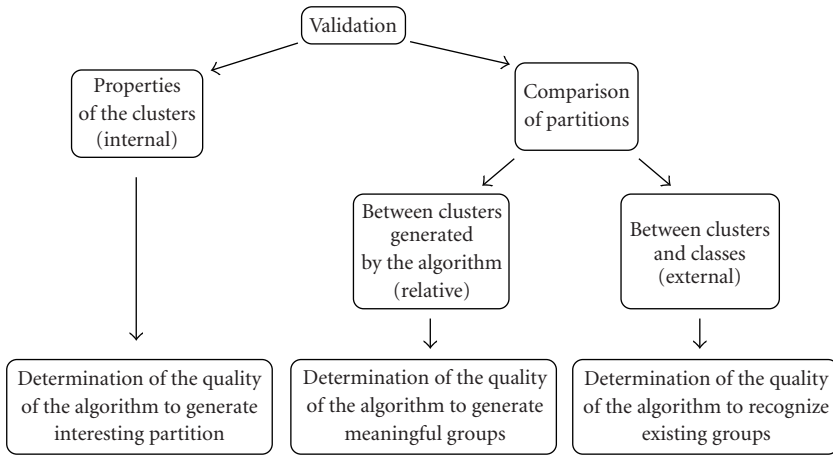 Validation
Properties
of the clusters
(internal)
Comparison
of partitions
Between clusters
generated
by the algorithm
(relative)
Between clusters
and classes
(external)
Determination of the quality
of the algorithm to generate
interesting partition
Determination of the quality
of the algorithm to generate
meaningful groups
Determination of the quality
of the algorithm to recognize
existing groups